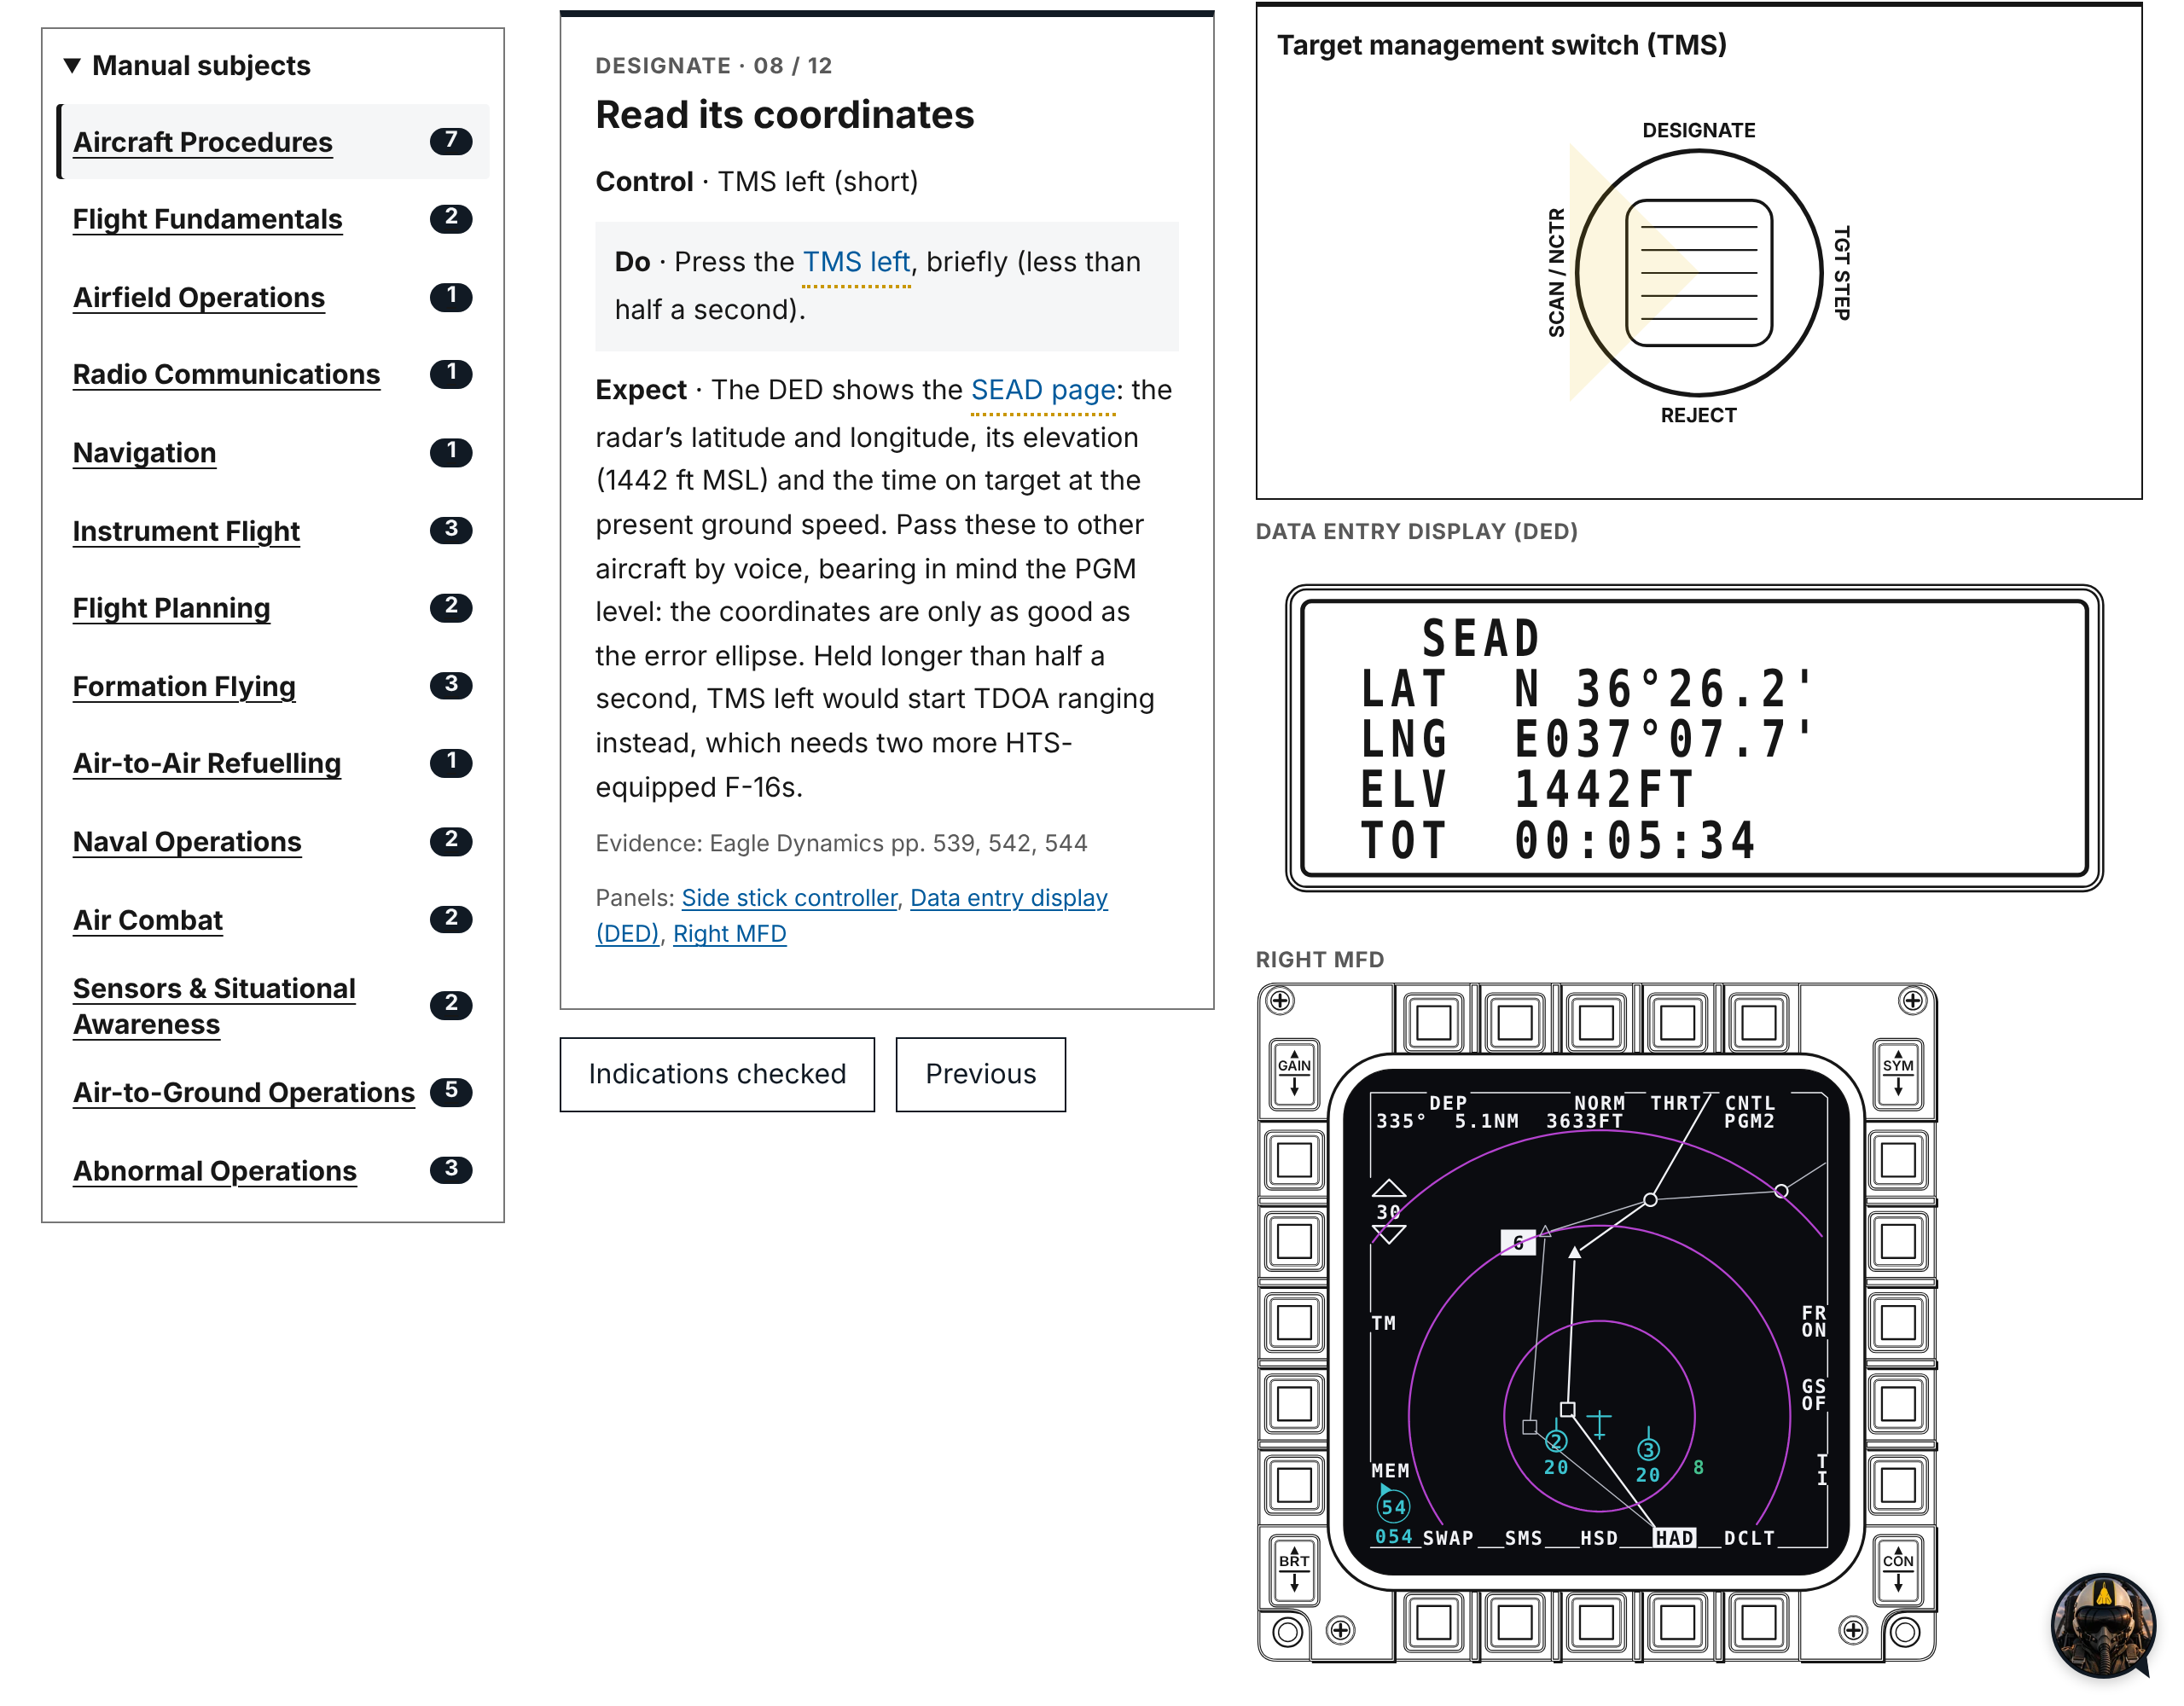 ▼ Manual subjects
Aircraft Procedures 7
Flight Fundamentals 2
Airfield Operations 1
Radio Communications 1
Navigation 1
Instrument Flight 3
Flight Planning 2
Formation Flying 3
Air-to-Air Refuelling 1
Naval Operations 2
Air Combat 2
Sensors & Situational
Awareness 2
Air-to-Ground Operations 5
Abnormal Operations 3
DESIGNATE · 08 / 12
Read its coordinates
Control · TMS left (short)
Do · Press the TMS left, briefly (less than
half a second).
Expect · The DED shows the SEAD page: the
radar’s latitude and longitude, its elevation
(1442 ft MSL) and the time on target at the
present ground speed. Pass these to other
aircraft by voice, bearing in mind the PGM
level: the coordinates are only as good as
the error ellipse. Held longer than half a
second, TMS left would start TDOA ranging
instead, which needs two more HTS-
equipped F-16s.
Evidence: Eagle Dynamics pp. 539, 542, 544
Panels: Side stick controller, Data entry display
(DED), Right MFD
Indications checked
Previous
Target management switch (TMS)
DESIGNATE
SCAN / NCTR
TGT STEP
REJECT
DATA ENTRY DISPLAY (DED)
SEAD
LAT N 36°26.2'
LNG E037°07.7'
ELV 1442FT
TOT 00:05:34
RIGHT MFD
GAIN
SYM
DEP NORM THRT CNTL
335° 5.1NM 3633FT PGM2
30
6
TM
FR
ON
GS
OF
2
3
20
20
8
T
I
MEM
54
054
SWAP SMS HSD HAD DCLT
BRT
CON